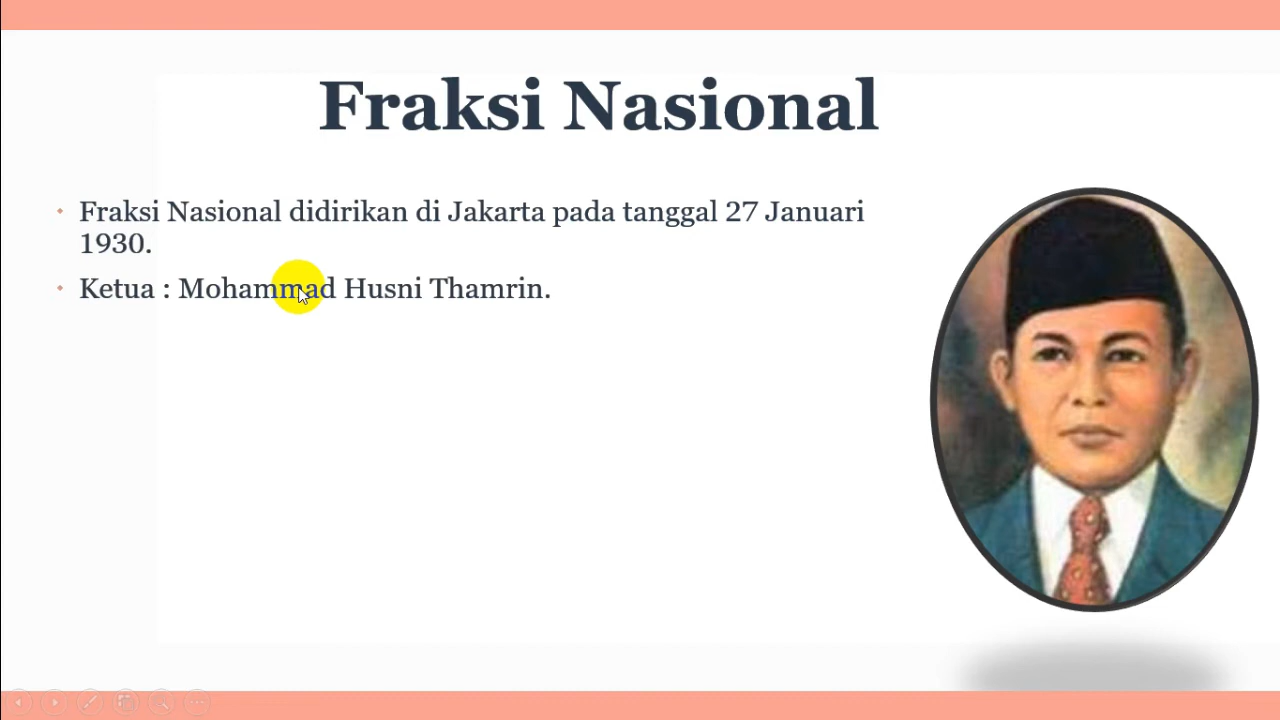 Fraksi Nasional
Fraksi Nasional didirikan di Jakarta pada tanggal 27 Januari
1930.
Ketua : Mohammad Husni Thamrin.